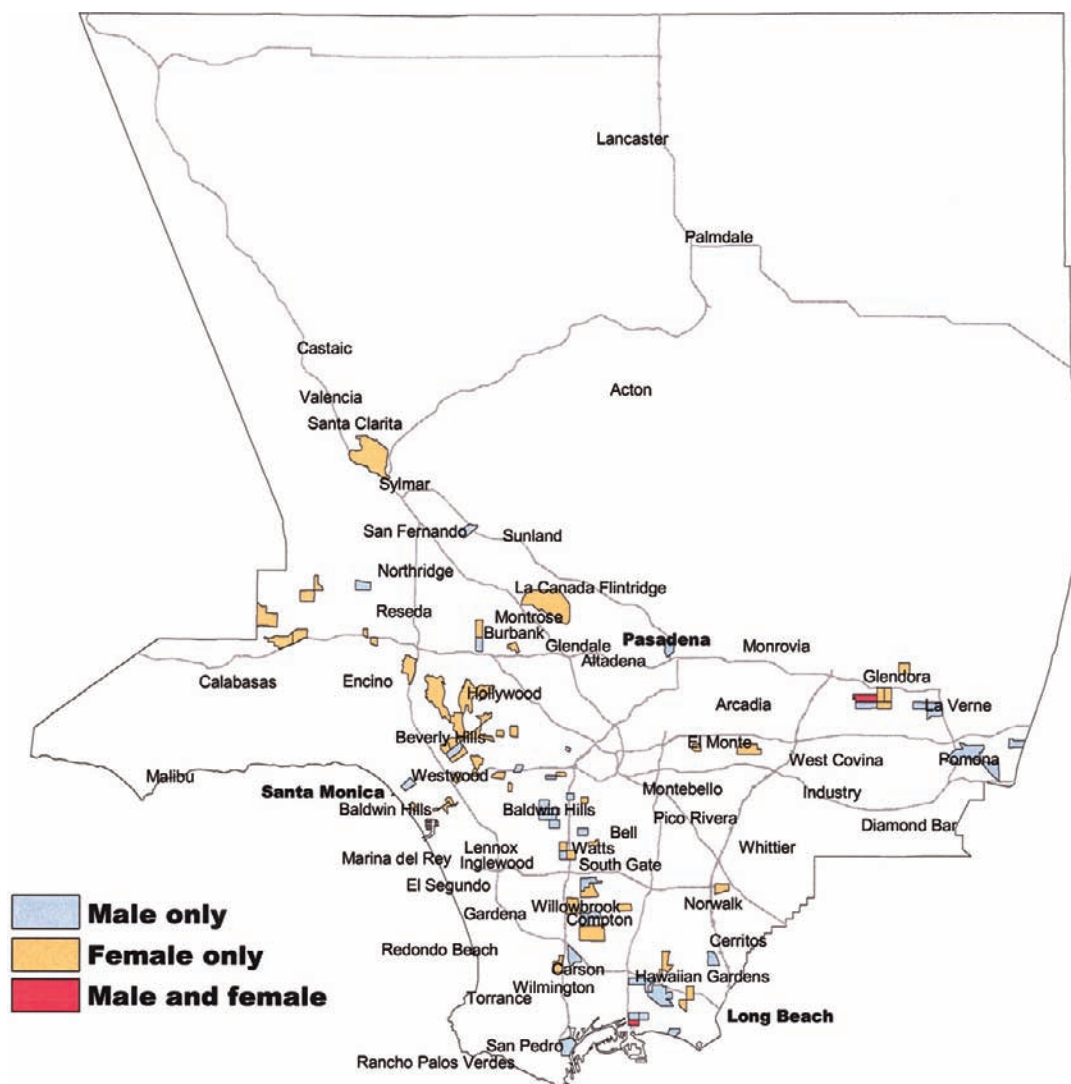 Lancaster
Palmdale
Castaic
Acton
Valencia
Santa Clarita
Sylmar
San Fernando
Sunland
Northridge
La Canada Flintridge
Reseda
Montrose
Burbank
Glendale
Pasadena
Altadena
Monrovia
Calabasas
Encino
Hollywood
Glendora
Arcadia
La Verne
Beverly Hills
El Monte
West Covina
Pomona
Malibu
Westwood
Santa Monica
Montebello
Industry
Baldwin Hills
Baldwin Hills
Pico Rivera
Diamond Bar
Bell
Lennox
Watts
Whittier
Marina del Rey
Inglewood
South Gate
El Segundo
Willowbrook
Norwalk
Gardena
Compton
Male only
Redondo Beach
Cerritos
Female only
Carson
Hawaiian Gardens
Wilmington
Male and female
Torrance
Long Beach
San Pedro
Rancho Palos Verdes